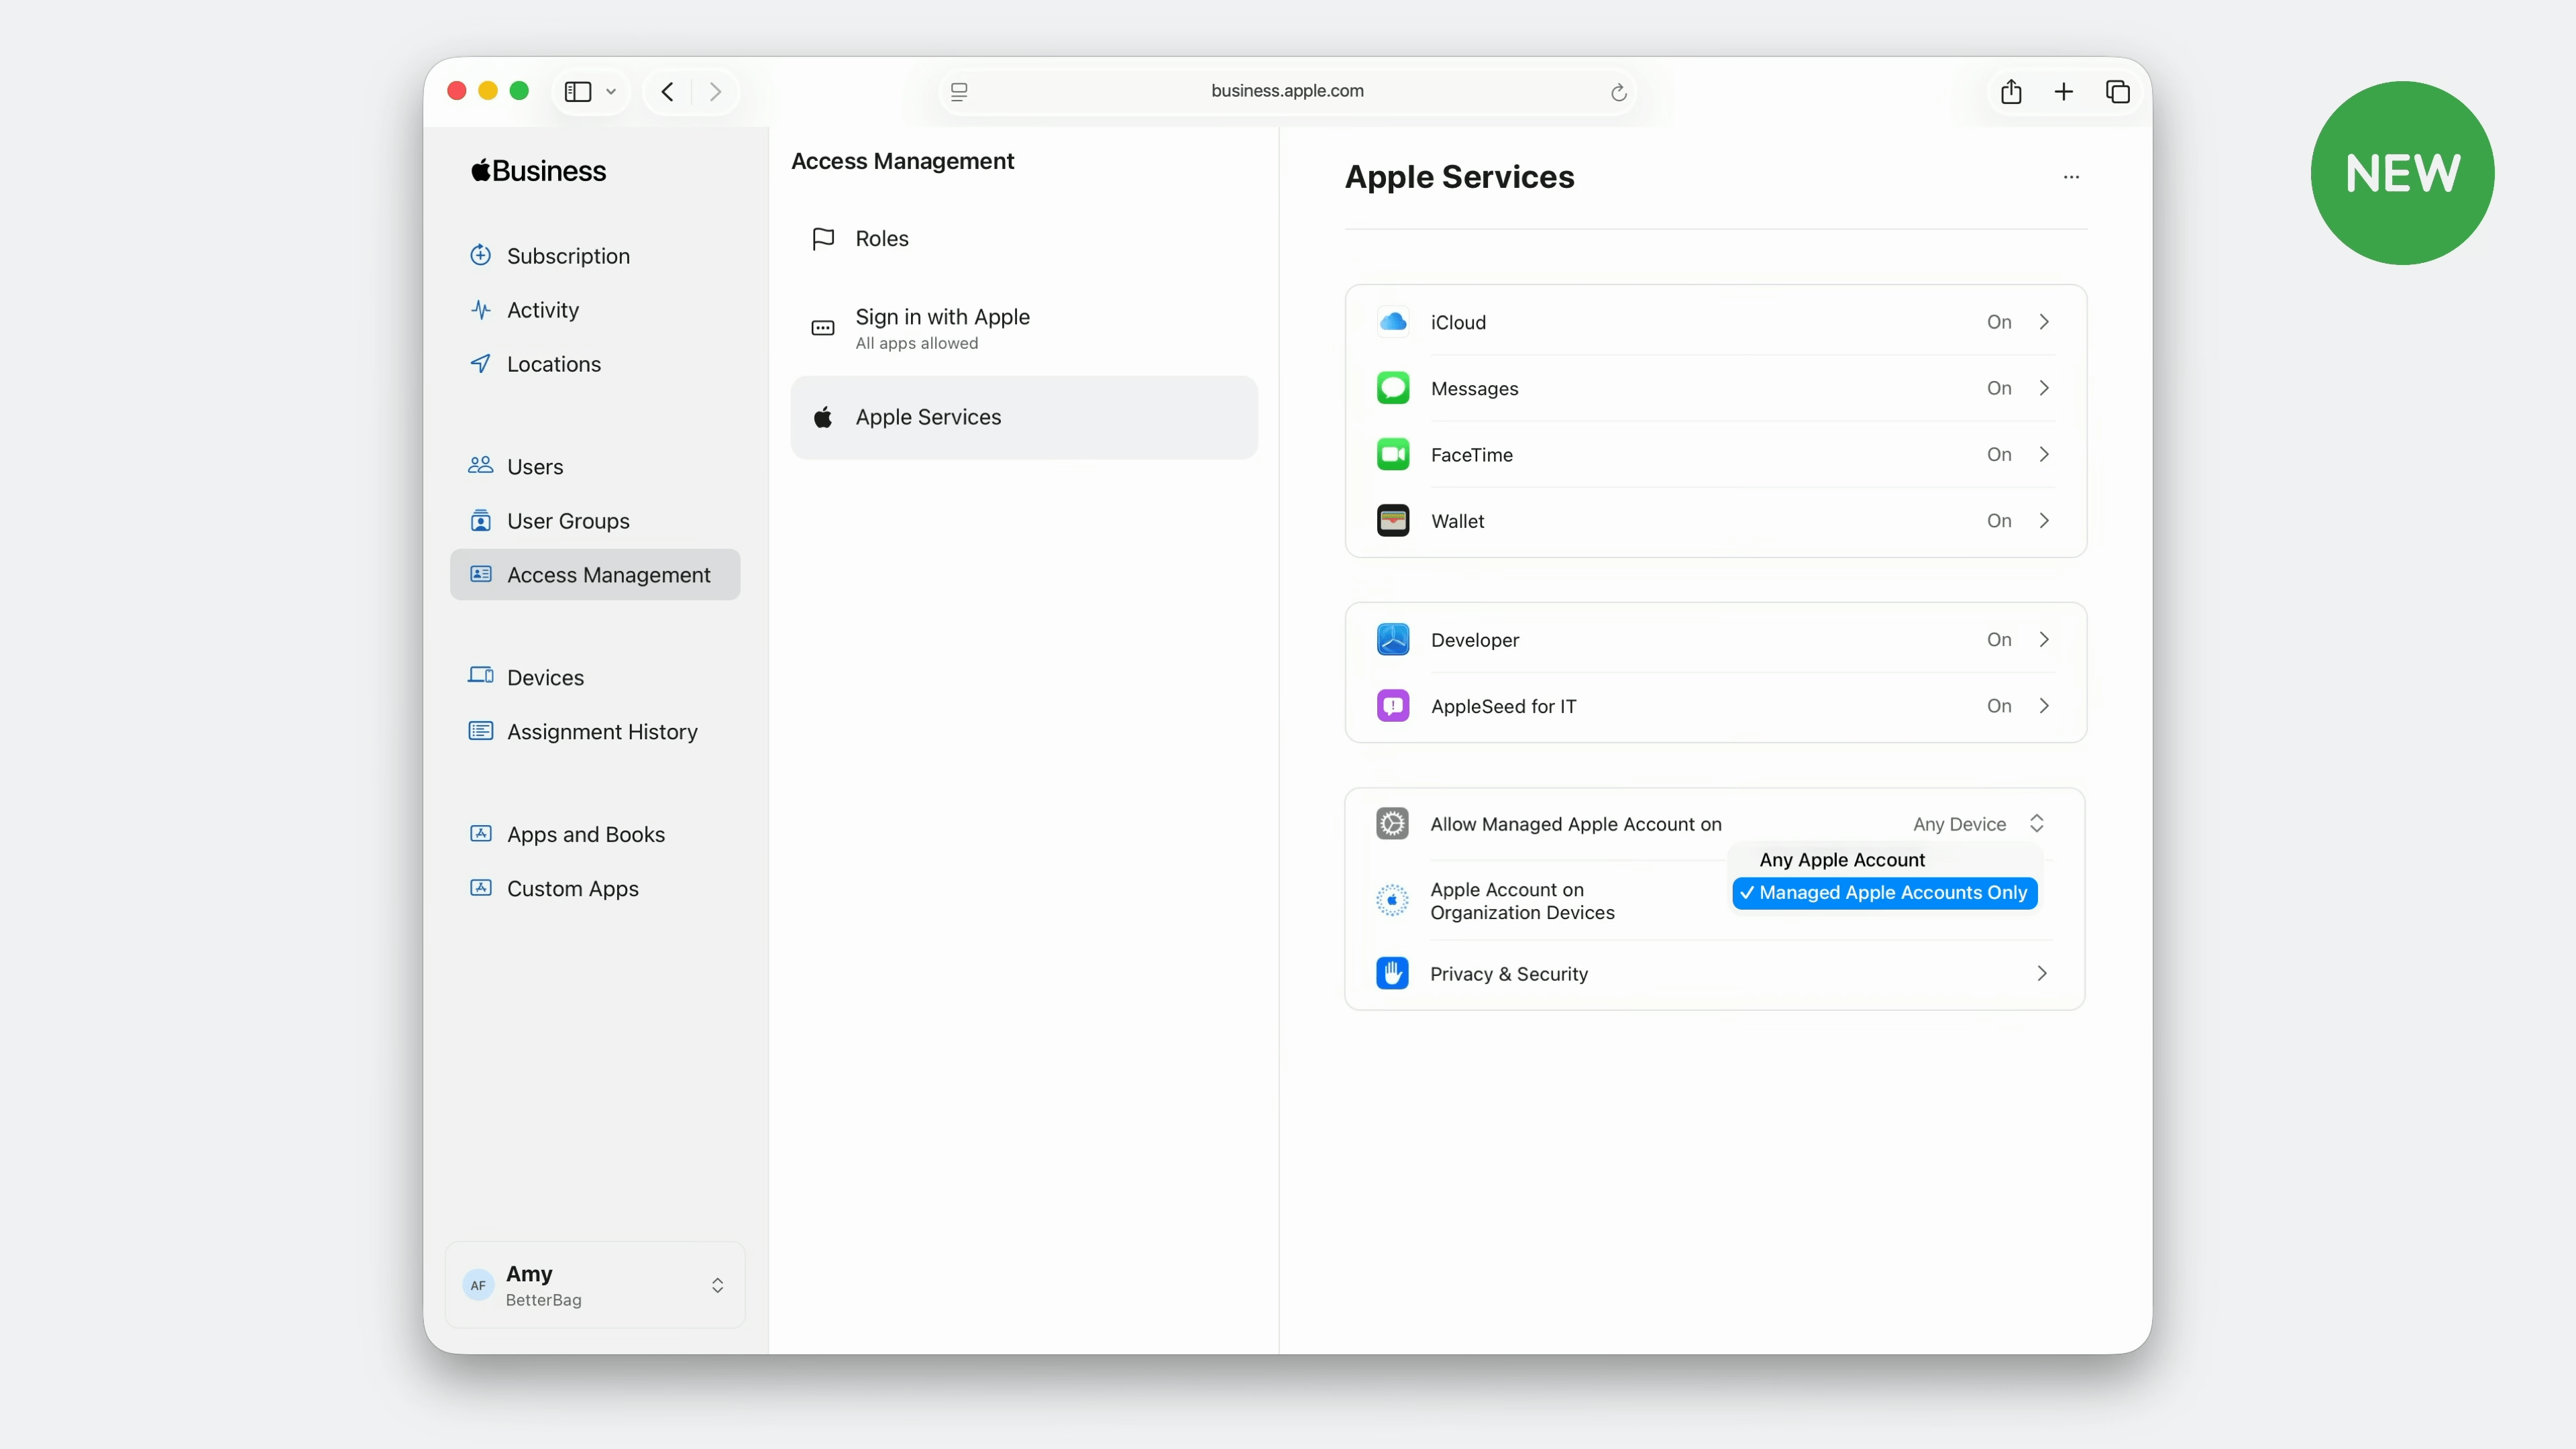 business.apple.com
NEW
Business
Subscription
Activity
Locations
Users
User Groups
Access Management
Devices
Assignment History
Apps and Books
Custom Apps
AF
Amy
BetterBag
Access Management
Roles
Sign in with Apple
All apps allowed
Apple Services
Apple Services
iCloud On
Messages On
FaceTime On
Wallet On
Developer On
AppleSeed for IT On
Allow Managed Apple Account on Any Device
Any Apple Account
Managed Apple Accounts Only
Apple Account on
Organization Devices
Privacy & Security